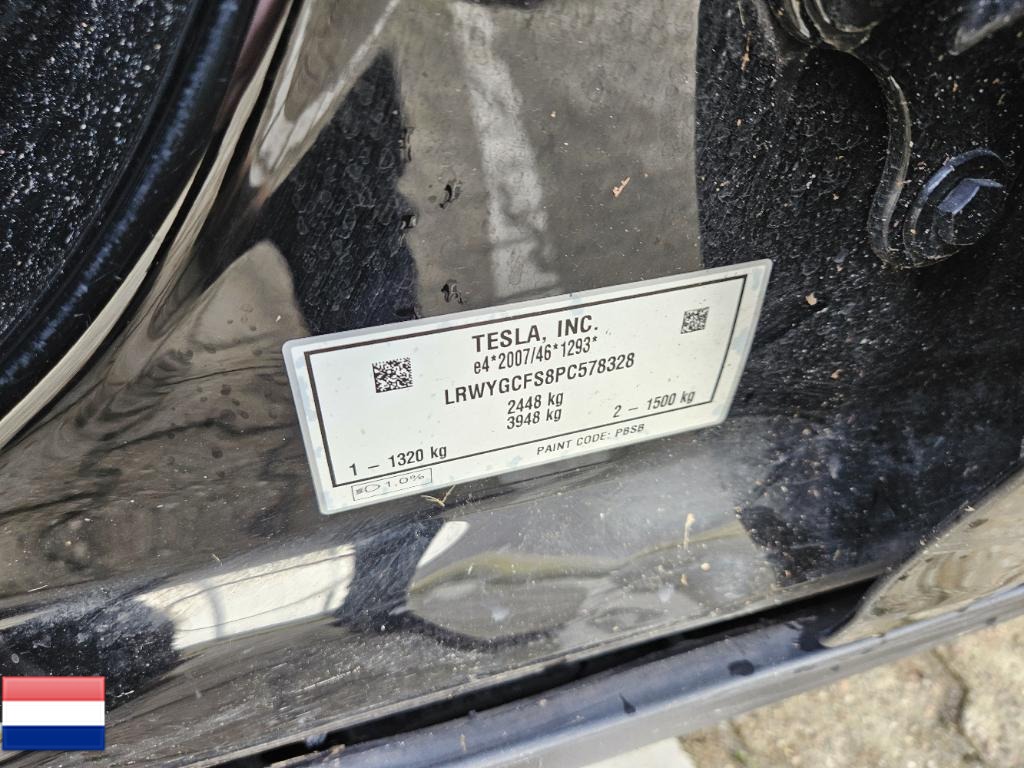 TESLA, INC.
e4*2007/46*1293*
LRWYGCFS8PC578328
2448 kg
3948 kg
1 – 1320 kg
2 – 1500 kg
PAINT CODE: PBSB
1.0%